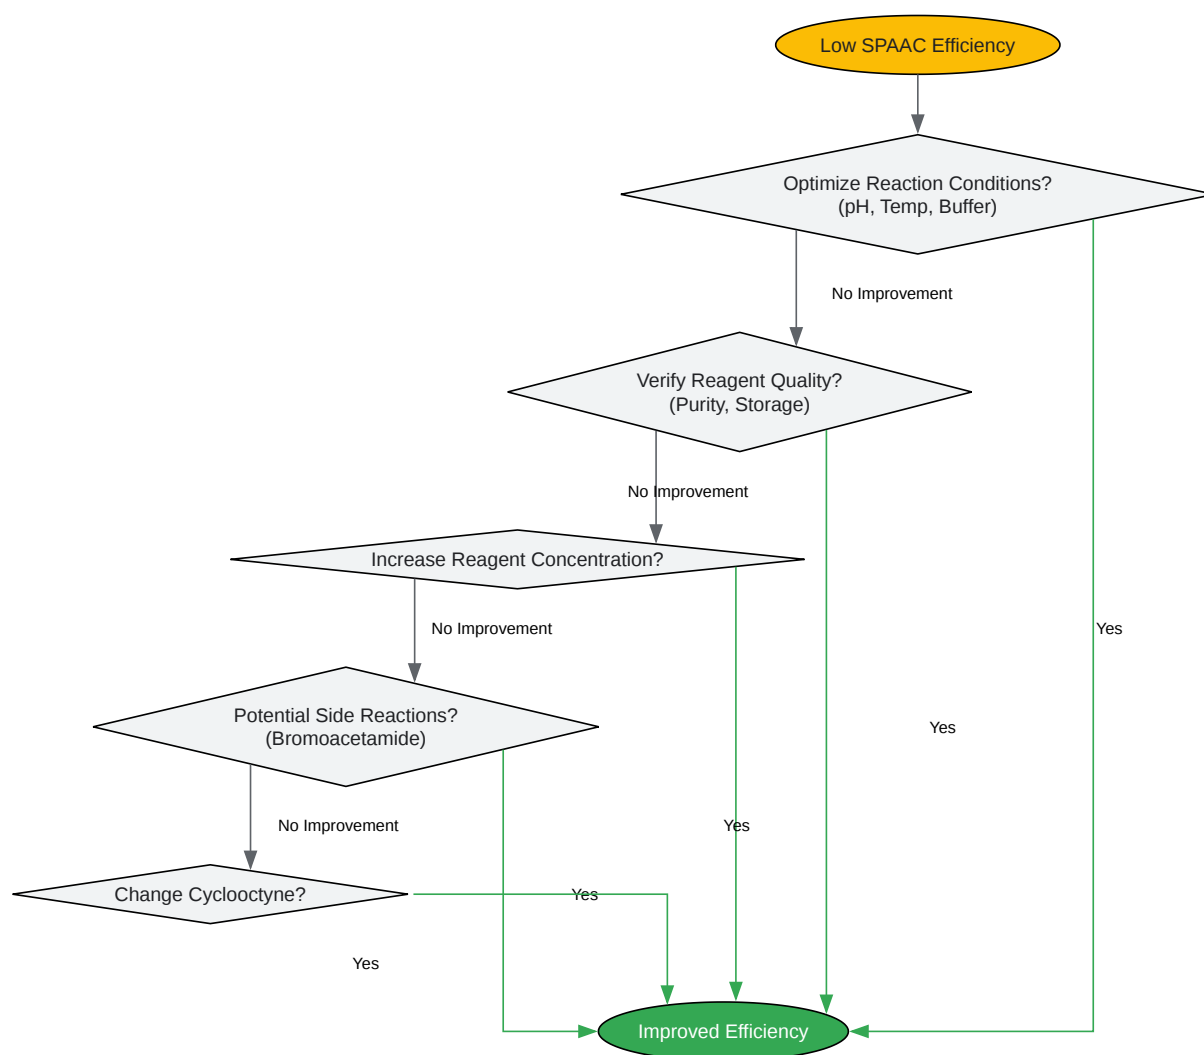 Low SPAAC Efficiency
Optimize Reaction Conditions?
(pH, Temp, Buffer)
No Improvement
Verify Reagent Quality?
(Purity, Storage)
No Improvement
Increase Reagent Concentration?
No Improvement
Yes
Potential Side Reactions?
(Bromoacetamide)
Yes
No Improvement
Yes
Change Cyclooctyne?
Yes
Yes
Improved Efficiency